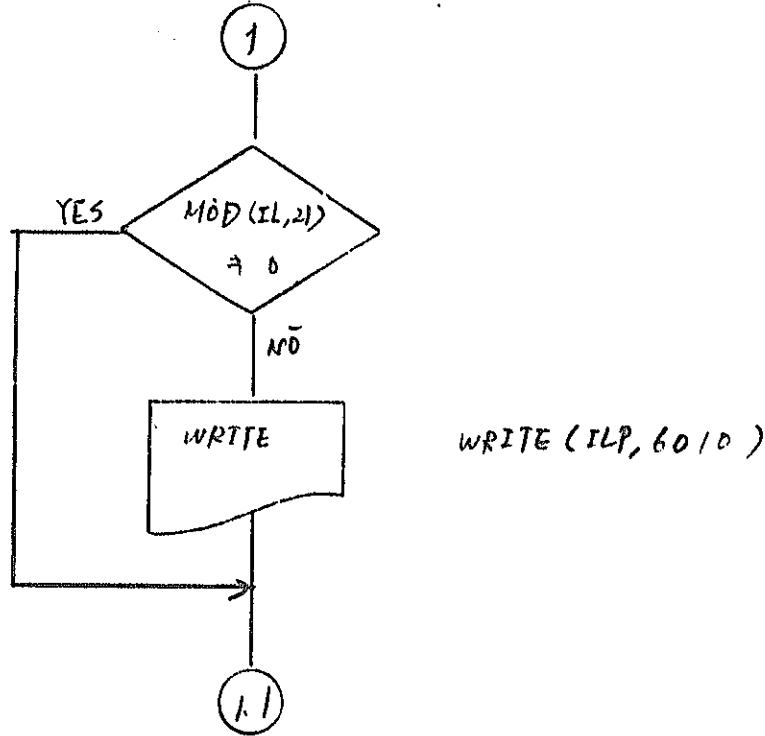 1
YES
MOD(IL,21)
≠ 0
NO
WRITE
WRITE(ILP,6010)
1.1